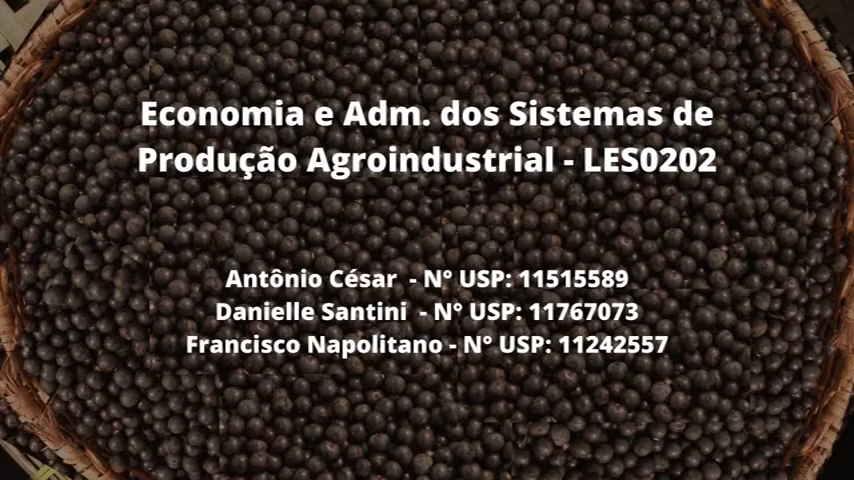 Economia e Adm. dos Sistemas de
Produção Agroindustrial - LES0202
Antônio César - N° USP: 11515589
Danielle Santini - N° USP: 11767073
Francisco Napolitano - N° USP: 11242557